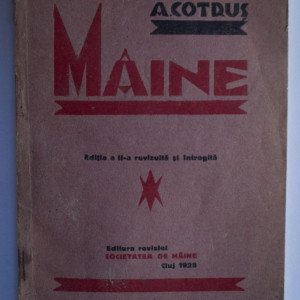 A.COTRUȘ
MÂINE
Ediția a II-a revizuită și întregită
Editura revistei
SOCIETATEA DE MÂINE
Cluj 1928